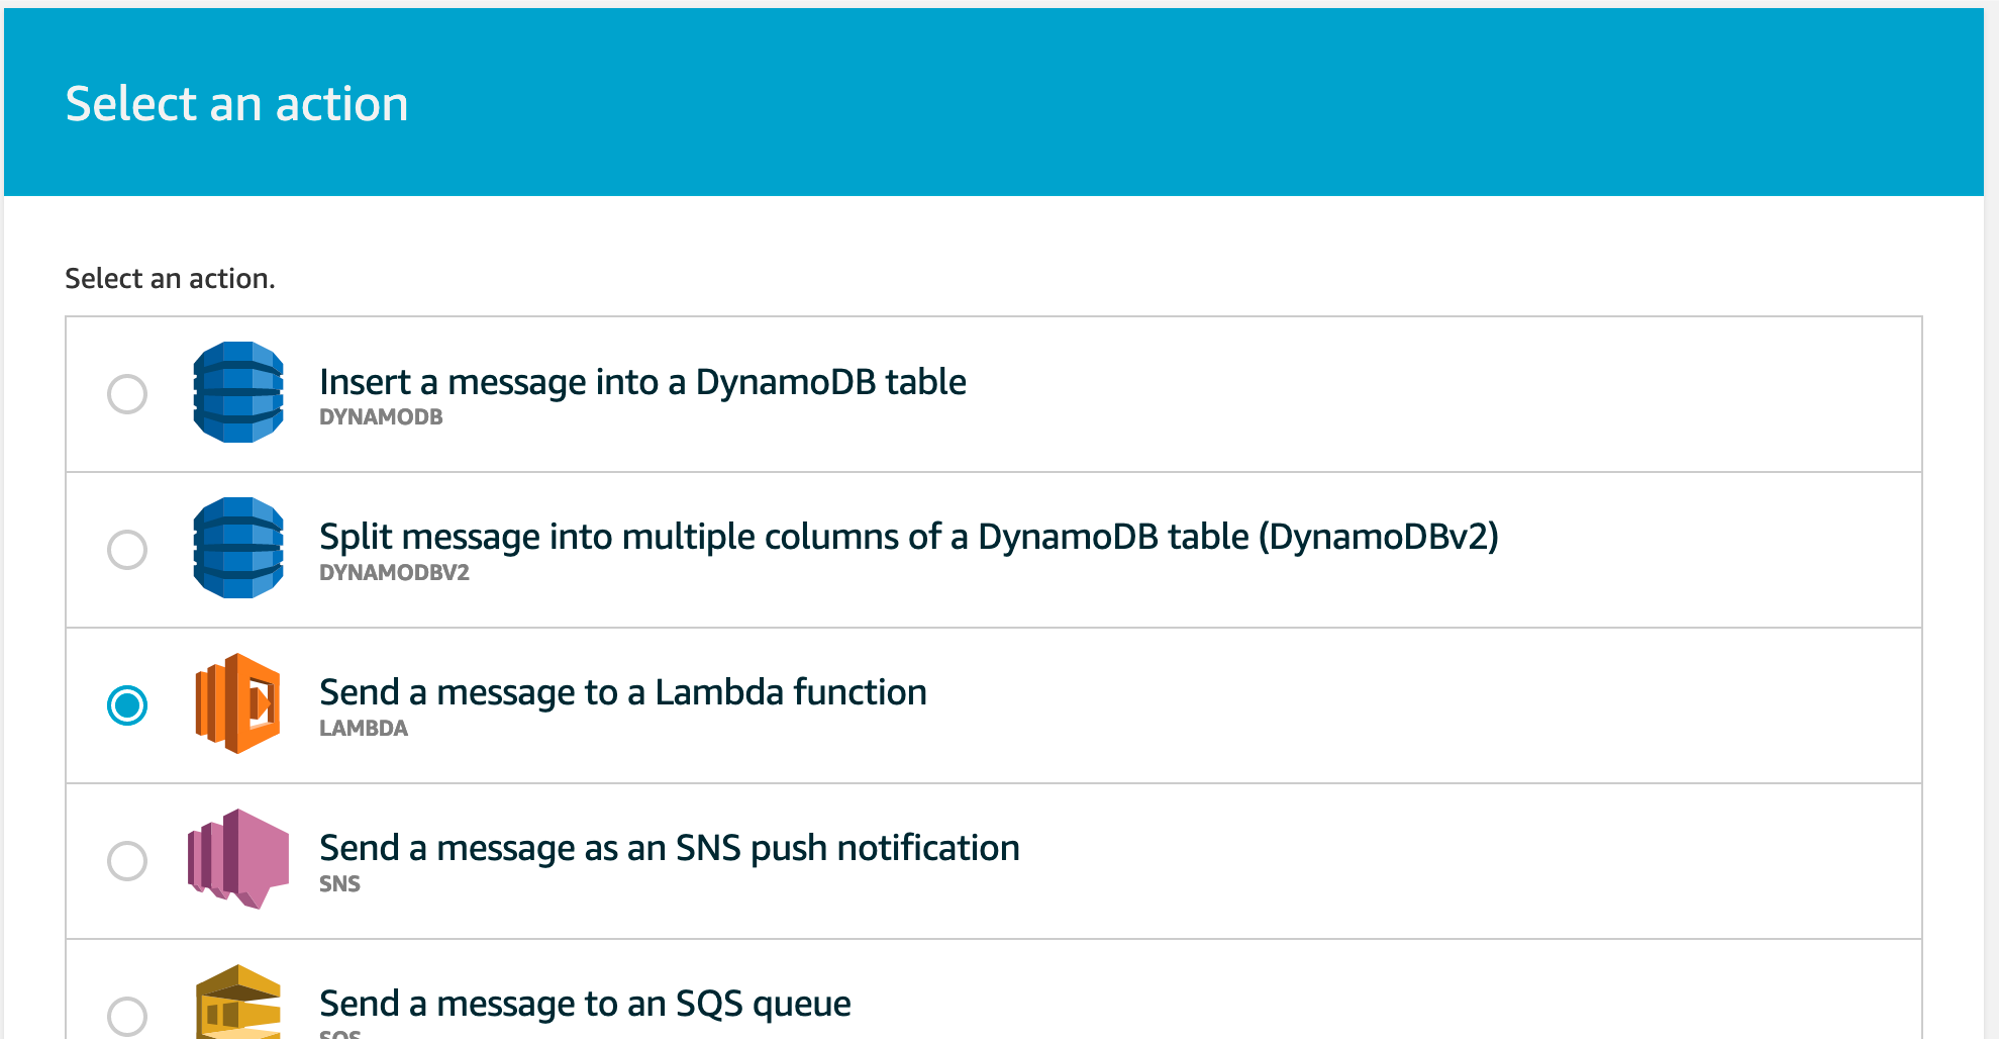 Select an action
Select an action.
Insert a message into a DynamoDB table
DYNAMODB
Split message into multiple columns of a DynamoDB table (DynamoDBv2)
DYNAMODBV2
Send a message to a Lambda function
LAMBDA
Send a message as an SNS push notification
SNS
Send a message to an SQS queue
SQS